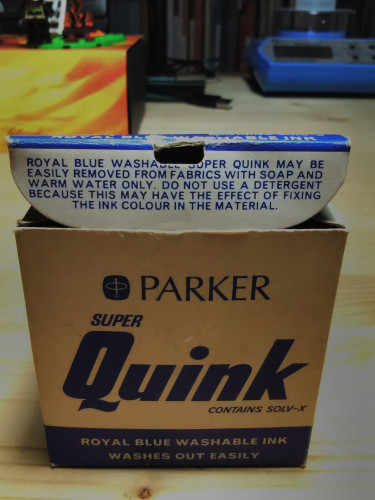 ROYAL BLUE WASHABLE INK
ROYAL BLUE WASHABLE SUPER QUINK MAY BE
EASILY REMOVED FROM FABRICS WITH SOAP AND
WARM WATER ONLY. DO NOT USE A DETERGENT
BECAUSE THIS MAY HAVE THE EFFECT OF FIXING
THE INK COLOUR IN THE MATERIAL.
PARKER
SUPER
Quink
CONTAINS SOLV-X
ROYAL BLUE WASHABLE INK
WASHES OUT EASILY